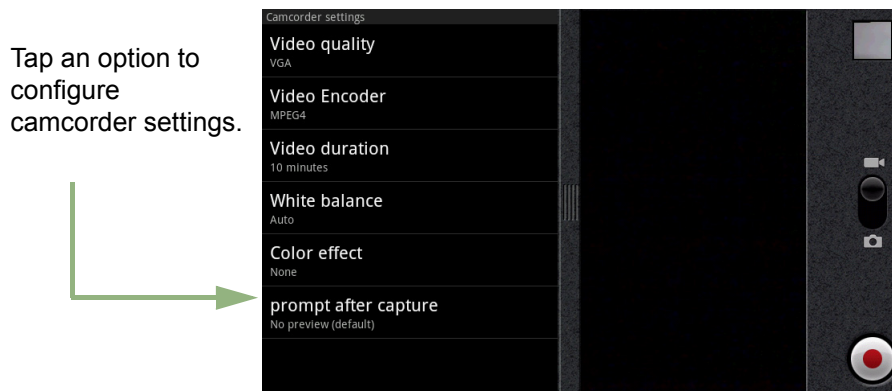 Tap an option to
configure
camcorder settings.
Camcorder settings
Video quality
VGA
Video Encoder
MPEG4
Video duration
10 minutes
White balance
Auto
Color effect
None
prompt after capture
No preview (default)